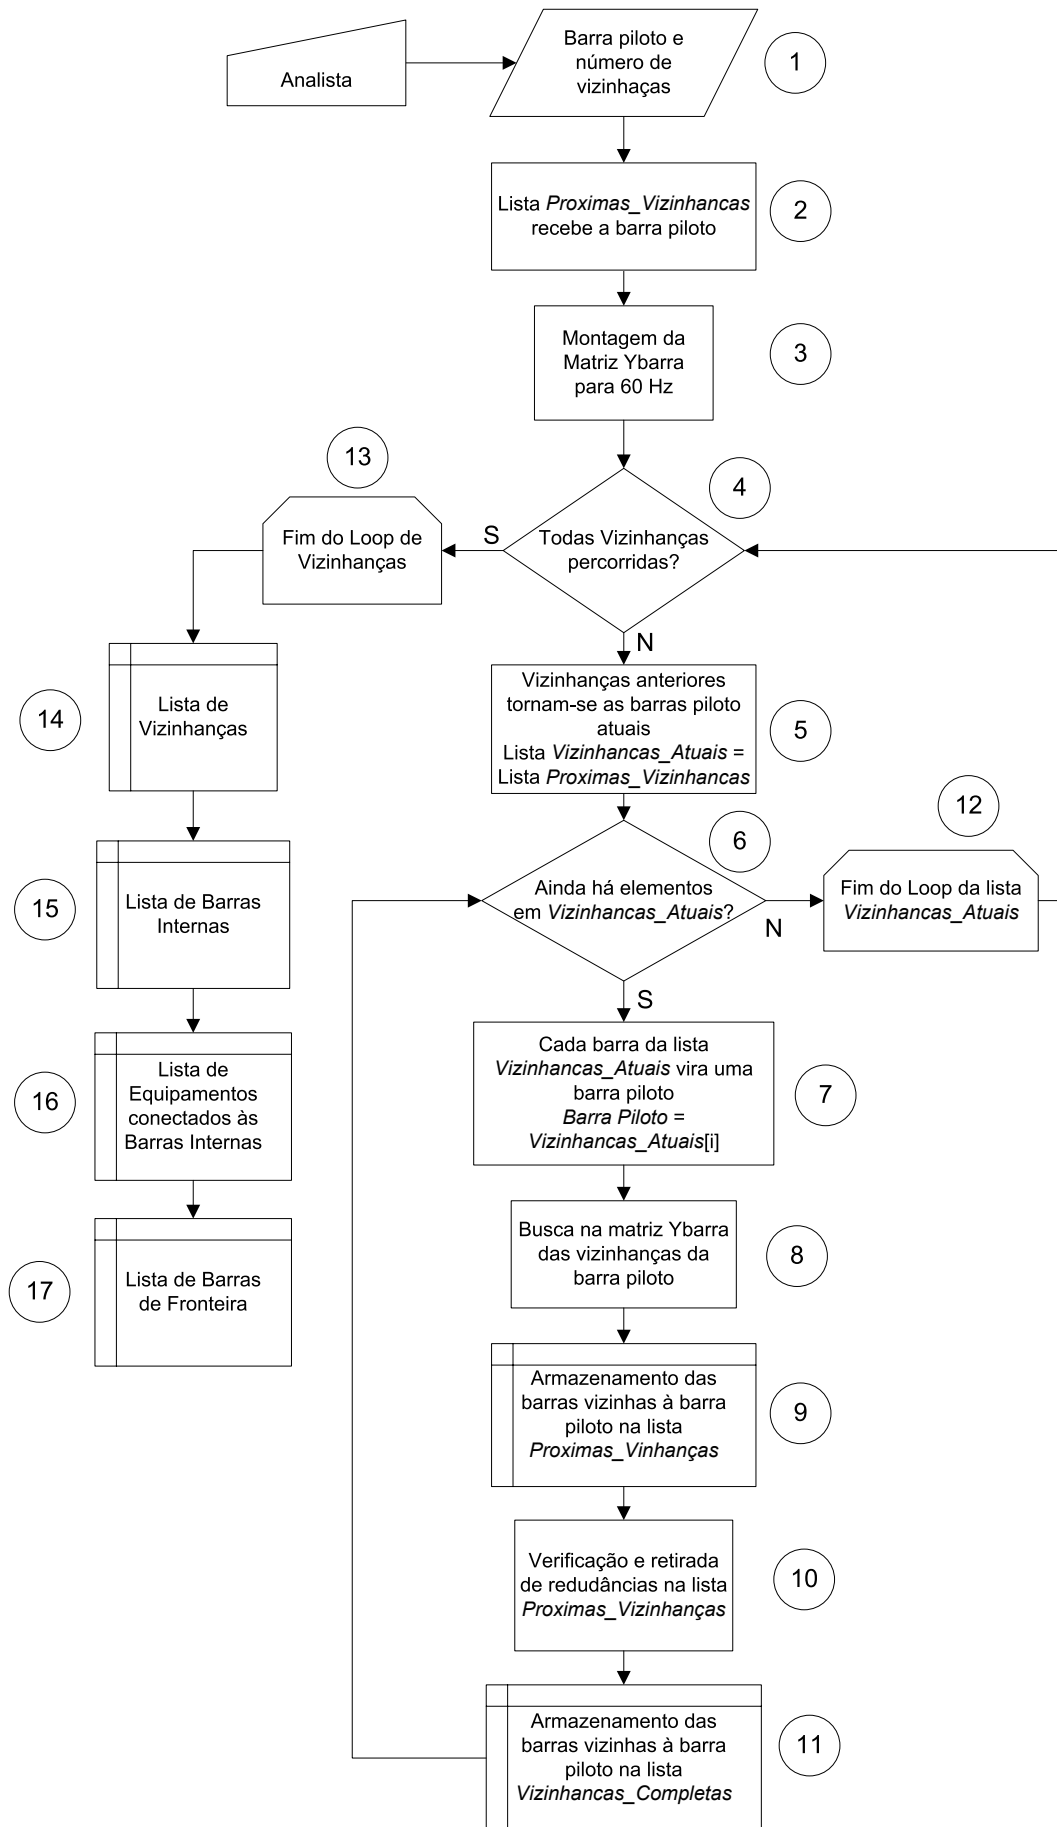 Analista
Barra piloto e
número de
vizinhaças
1
Lista Proximas_Vizinhancas
recebe a barra piloto
2
Montagem da
Matriz Ybarra
para 60 Hz
3
Todas Vizinhanças
percorridas?
4
S
N
13
Fim do Loop de
Vizinhanças
Vizinhanças anteriores
tornam-se as barras piloto
atuais
Lista Vizinhancas_Atuais =
Lista Proximas_Vizinhancas
5
Ainda há elementos
em Vizinhancas_Atuais?
6
N
S
12
Fim do Loop da lista
Vizinhancas_Atuais
Cada barra da lista
Vizinhancas_Atuais vira uma
barra piloto
Barra Piloto =
Vizinhancas_Atuais[i]
7
Busca na matriz Ybarra
das vizinhanças da
barra piloto
8
Armazenamento das
barras vizinhas à barra
piloto na lista
Proximas_Vinhanças
9
Verificação e retirada
de redudâncias na lista
Proximas_Vizinhanças
10
Armazenamento das
barras vizinhas à barra
piloto na lista
Vizinhancas_Completas
11
Lista de
Vizinhanças
14
Lista de Barras
Internas
15
Lista de
Equipamentos
conectados às
Barras Internas
16
Lista de Barras
de Fronteira
17